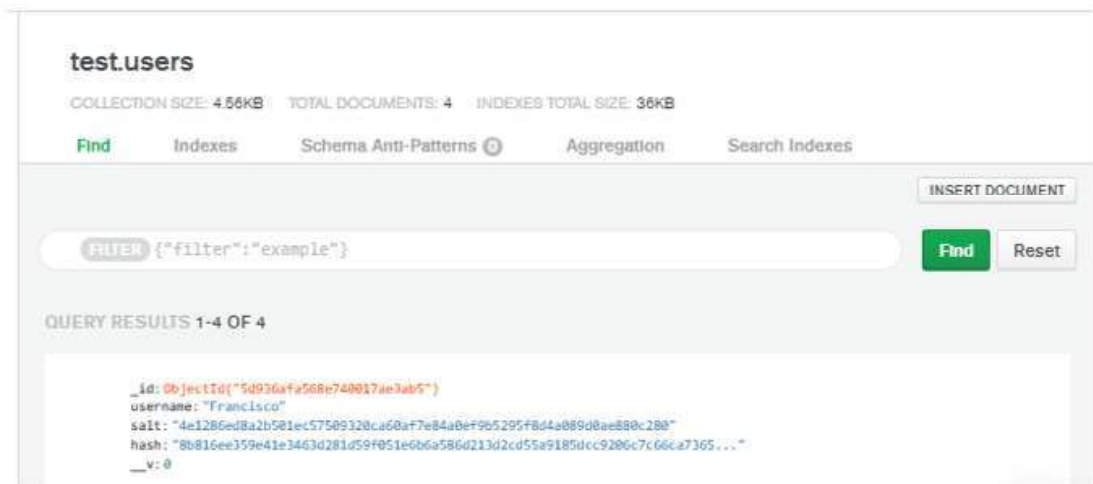 test.users
COLLECTION SIZE: 4.56KB TOTAL DOCUMENTS: 4 INDEXES TOTAL SIZE: 36KB
Find Indexes Schema Anti-Patterns 0 Aggregation Search Indexes
INSERT DOCUMENT
FILTER {"filter":"example"} Find Reset
QUERY RESULTS 1-4 OF 4
_id: ObjectId("5d936afa568e740017ae3ab5")
username: "Francisco"
salt: "4e1286ed8a2b501ec57509320ca60af7e84a0ef9b5295f8d4a089d0ae880c280"
hash: "8b816ee359e41e3463d281d59f051e6b6a586d213d2cd55a9185dcc9206c7c66ca7365..."
__v: 0